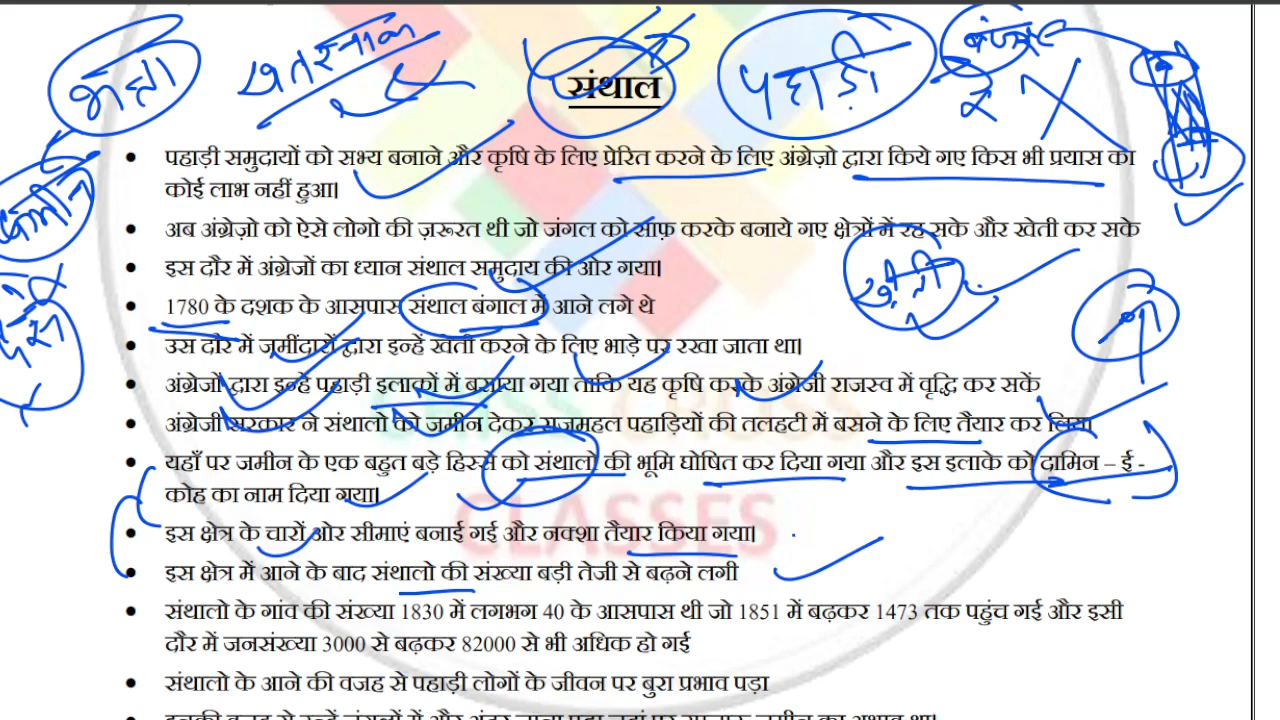 संथाल
पहाड़ी
खेती
पहाड़ी समुदायों को सभ्य बनाने और कृषि के लिए प्रेरित करने के लिए अंग्रेज़ो द्वारा किये गए किस भी प्रयास का
कोई लाभ नहीं हुआ।
अब अंग्रेज़ो को ऐसे लोगो की ज़रूरत थी जो जंगल को साफ़ करके बनाये गए क्षेत्रों में रह सके और खेती कर सके
इस दौर में अंग्रेजों का ध्यान संथाल समुदाय की ओर गया।
1780 के दशक के आसपास संथाल बंगाल में आने लगे थे
उस दौर में जमींदारों द्वारा इन्हें खेती करने के लिए भाड़े पर रखा जाता था।
अंग्रेजों द्वारा इन्हें पहाड़ी इलाकों में बसाया गया ताकि यह कृषि करके अंग्रेजी राजस्व में वृद्धि कर सकें
अंग्रेजी सरकार ने संथालो को जमीन देकर राजमहल पहाड़ियों की तलहटी में बसने के लिए तैयार कर लिया
यहाँ पर जमीन के एक बहुत बड़े हिस्से को संथालो की भूमि घोषित कर दिया गया और इस इलाके को दामिन – ई -
कोह का नाम दिया गया।
इस क्षेत्र के चारों ओर सीमाएं बनाई गई और नक्शा तैयार किया गया।
इस क्षेत्र में आने के बाद संथालो की संख्या बड़ी तेजी से बढ़ने लगी
संथालो के गांव की संख्या 1830 में लगभग 40 के आसपास थी जो 1851 में बढ़कर 1473 तक पहुंच गई और इसी
दौर में जनसंख्या 3000 से बढ़कर 82000 से भी अधिक हो गई
संथालो के आने की वजह से पहाड़ी लोगों के जीवन पर बुरा प्रभाव पड़ा
CRISS CROSS
CLASSES